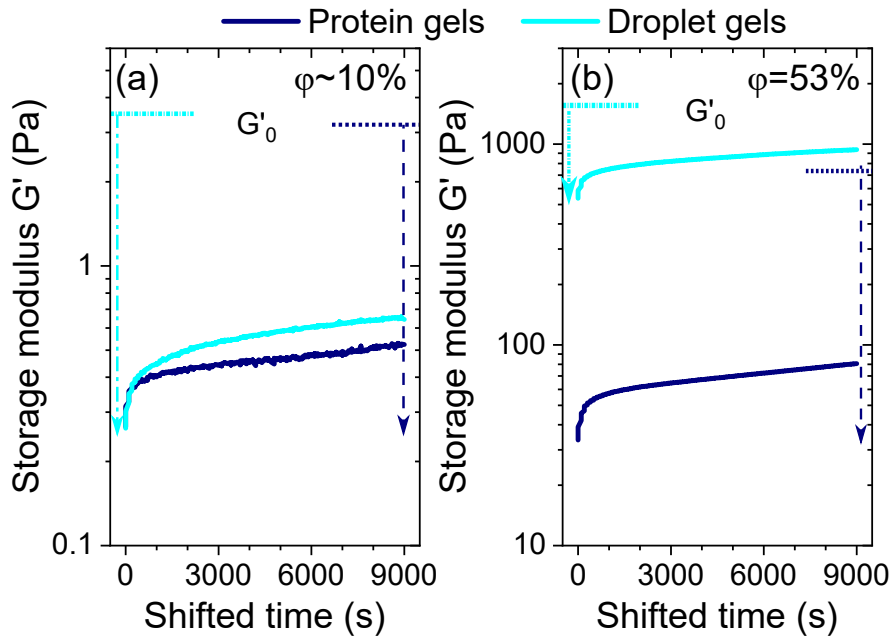 Protein gels Droplet gels
(a) φ~10%
G'0
Storage modulus G' (Pa)
1
0.1
0 3000 6000 9000
Shifted time (s)
(b) φ=53%
G'0
Storage modulus G' (Pa)
1000
100
10
0 3000 6000 9000
Shifted time (s)